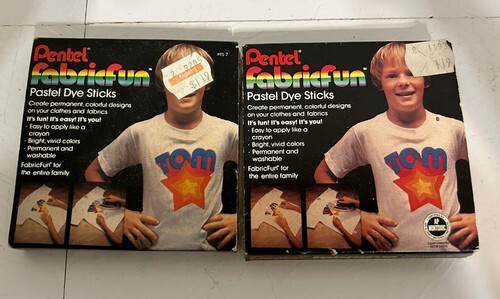 Pentel
PTS 7
FabricFun™
Pastel Dye Sticks
Create permanent, colorful designs
on your clothes and fabrics
It's fun! It's easy! It's you!
· Easy to apply like a
crayon
· Bright, vivid colors
· Permanent and
washable
FabricFun® for
the entire family
$119
TOM
Pentel
FabricFun
Pastel Dye Sticks
Create permanent, colorful designs
on your clothes and fabrics
It's fun! It's easy! It's you!
· Easy to apply like a
crayon
· Bright, vivid colors
· Permanent and
washable
FabricFun® for
the entire family
$119
TOM
AP
NONTOXIC